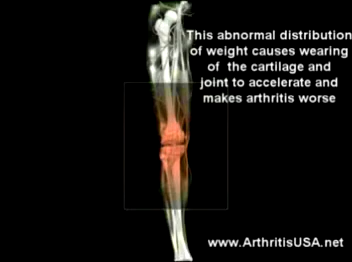 This abnormal distribution
of weight causes wearing
of the cartilage and
joint to accelerate and
makes arthritis worse
www.ArthritisUSA.net